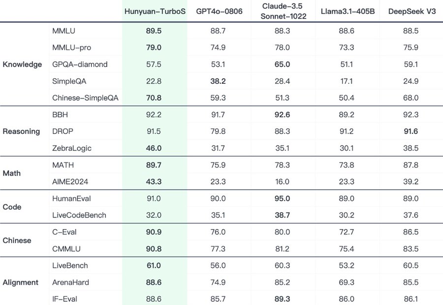 Hunyuan-TurboS GPT4o-0806 Claude-3.5 Sonnet-1022 Llama3.1-405B DeepSeek V3
Knowledge
MMLU 89.5 88.7 88.3 88.6 88.5
MMLU-pro 79.0 74.9 78.0 73.3 75.9
GPQA-diamond 57.5 53.1 65.0 51.1 59.1
SimpleQA 22.8 38.2 28.4 17.1 24.9
Chinese-SimpleQA 70.8 59.3 51.3 50.4 68.0
Reasoning
BBH 92.2 91.7 92.6 89.2 92.3
DROP 91.5 79.8 88.3 91.2 91.6
ZebraLogic 46.0 31.7 35.1 30.1 38.5
Math
MATH 89.7 75.9 78.3 73.8 87.8
AIME2024 43.3 23.3 16.0 23.3 39.2
Code
HumanEval 91.0 90.0 95.0 89.0 89.0
LiveCodeBench 32.0 35.1 38.7 30.2 37.6
Chinese
C-Eval 90.9 76.0 80.0 72.7 86.5
CMMLU 90.8 77.3 81.2 75.4 83.5
Alignment
LiveBench 61.0 56.0 60.3 53.2 60.5
ArenaHard 88.6 74.9 85.2 69.3 85.5
IF-Eval 88.6 85.7 89.3 86.0 86.1